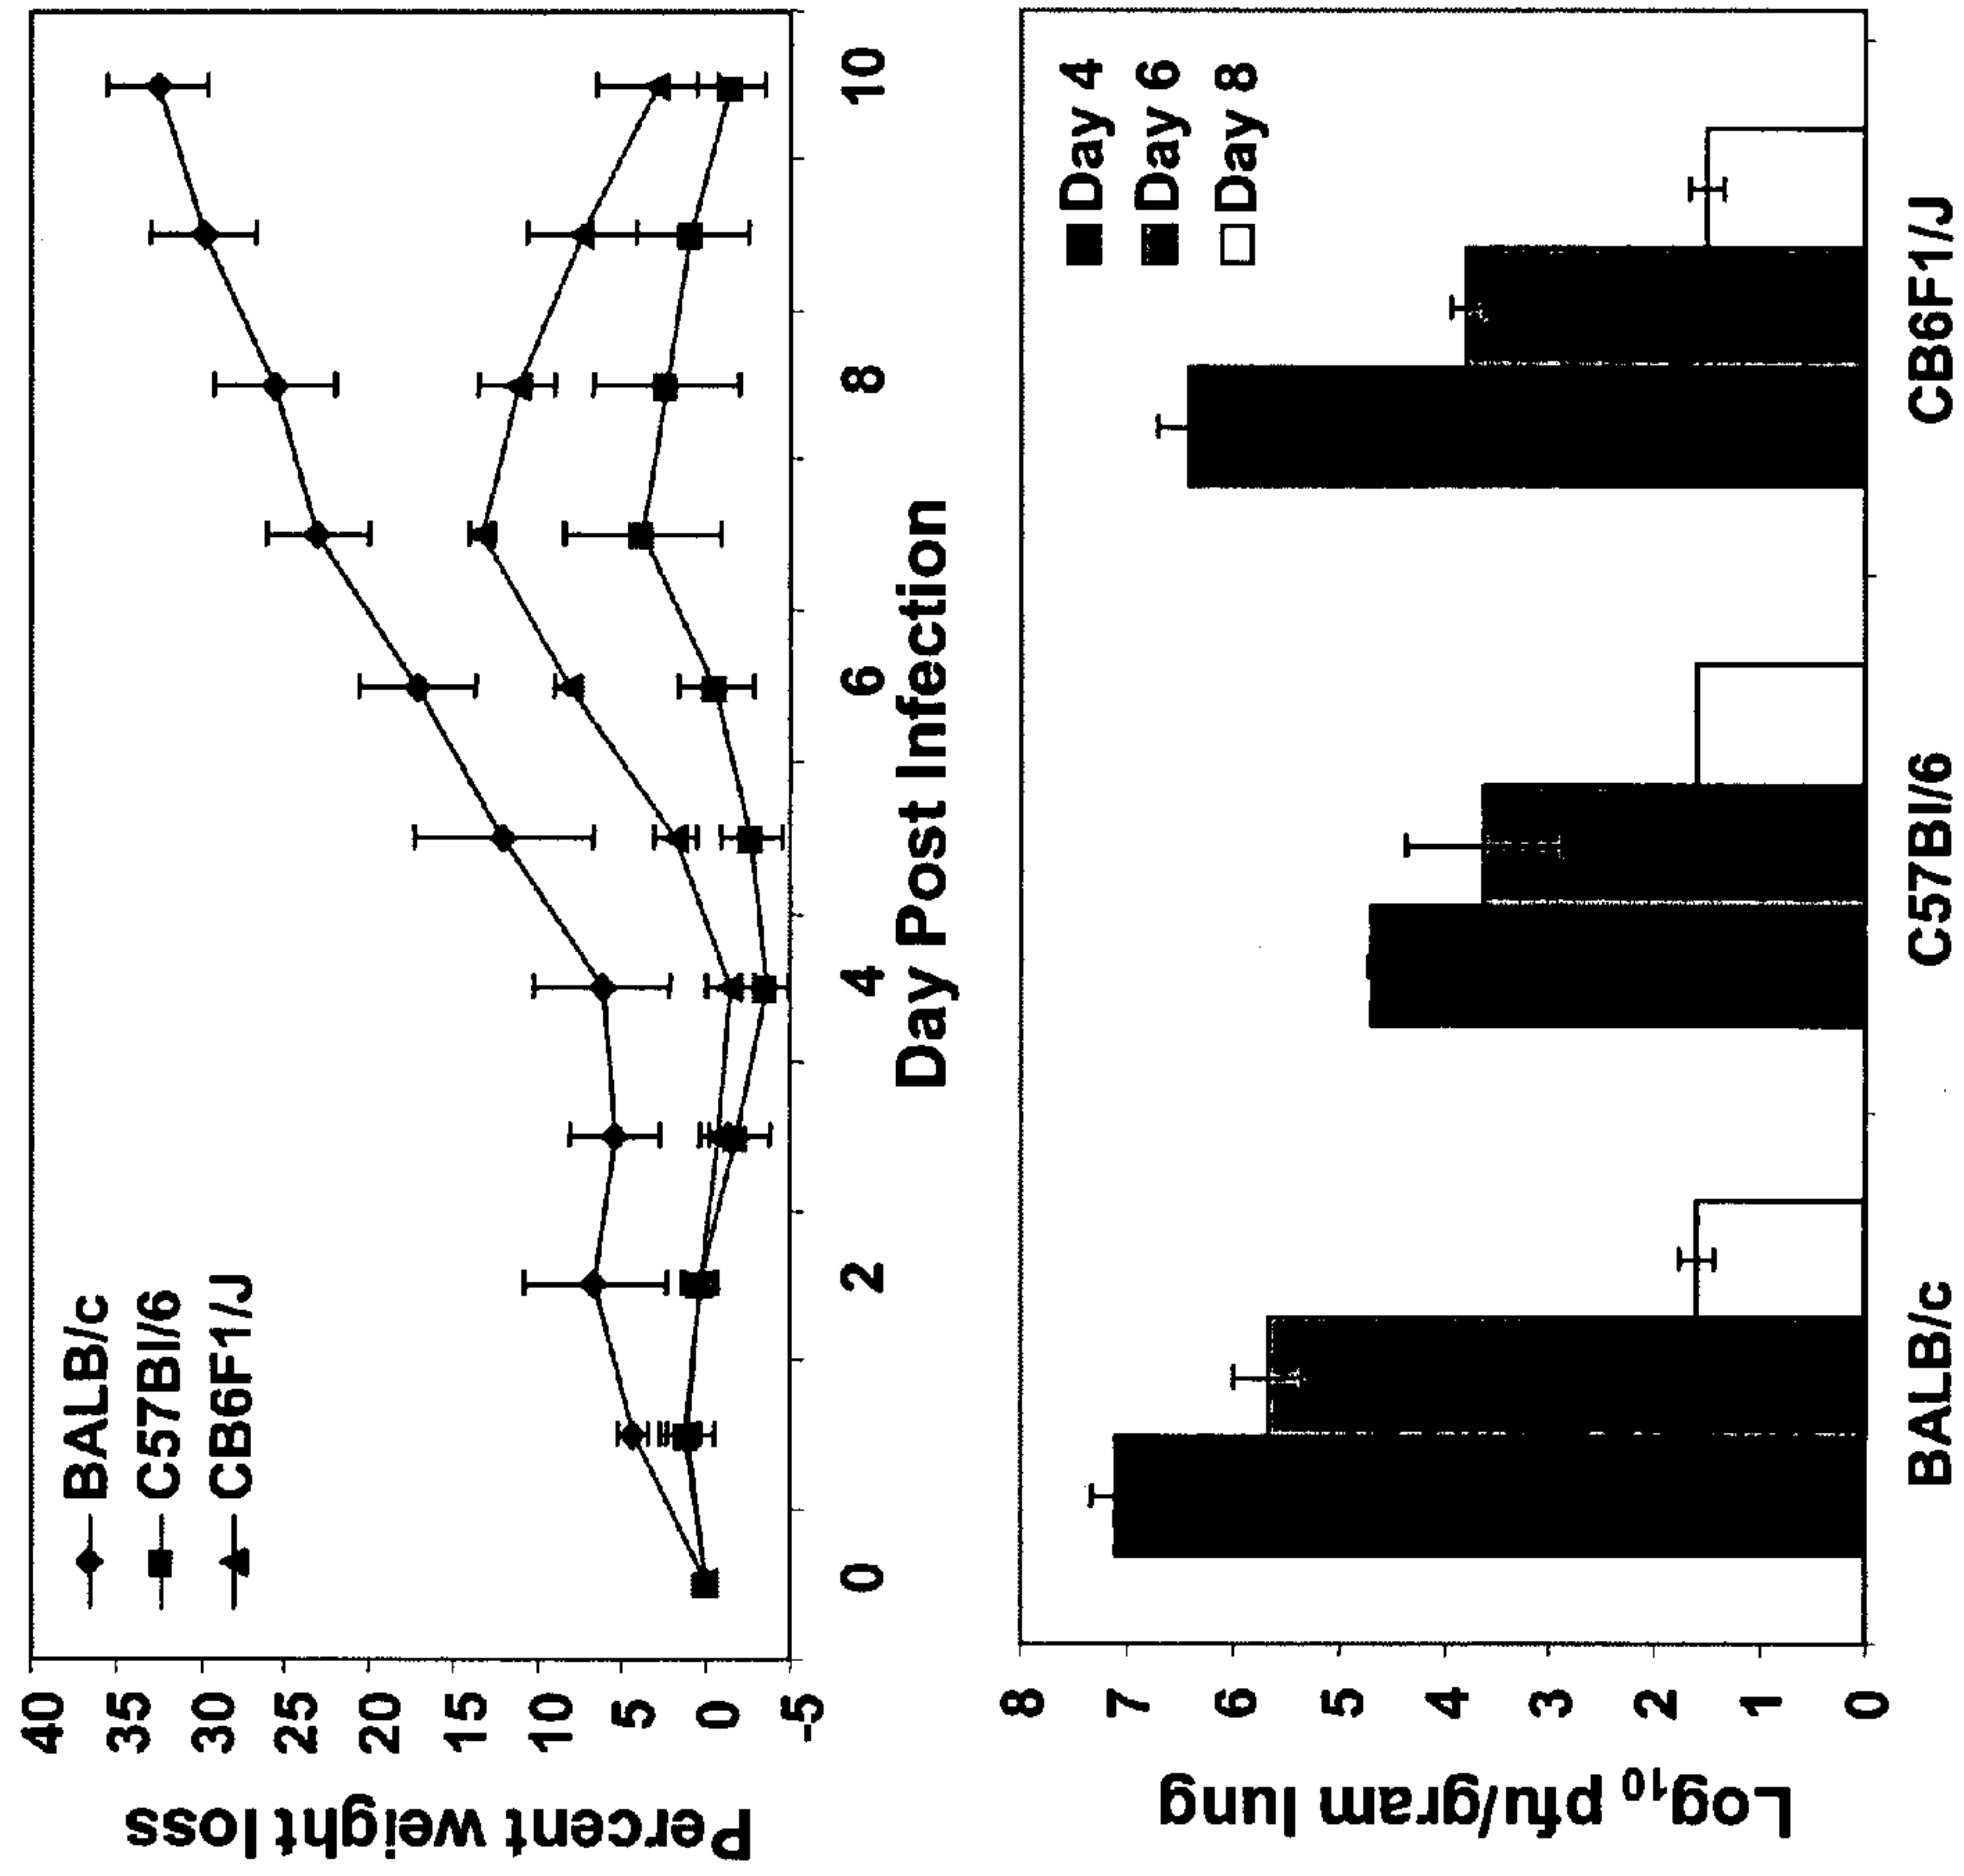 Percent weight loss
40
35
30
25
20
15
10
5
0
-5
BALB/c
C57Bl/6
CB6F1/J
0
2
4
6
8
10
Day Post Infection
Log10 pfu/gram lung
8
7
6
5
4
3
2
1
0
Day 4
Day 6
Day 8
BALB/c
C57Bl/6
CB6F1/J